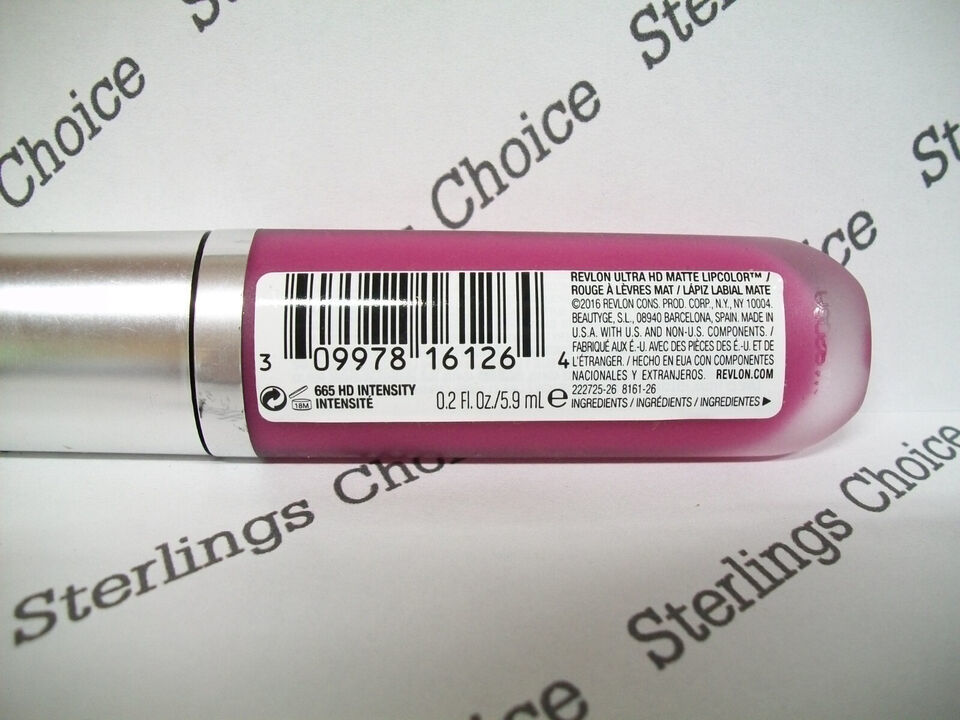 Sterlings Choice
Sterlings Choice
Sterlings Choice
Choice
St
3 09978 16126 4
18M
665 HD INTENSITY
INTENSITÉ
0.2 Fl. Oz./5.9 mL e
REVLON ULTRA HD MATTE LIPCOLOR™ /
ROUGE À LÈVRES MAT / LÁPIZ LABIAL MATE
©2016 REVLON CONS. PROD. CORP., N.Y., NY 10004.
BEAUTYGE, S.L., 08940 BARCELONA, SPAIN. MADE IN
U.S.A. WITH U.S. AND NON-U.S. COMPONENTS. /
FABRIQUÉ AUX É.-U. AVEC DES PIÈCES DES É.-U. ET DE
L'ÉTRANGER. / HECHO EN EUA CON COMPONENTES
NACIONALES Y EXTRANJEROS. REVLON.COM
222725-26 8161-26
INGREDIENTS / INGRÉDIENTS / INGREDIENTES ▶
Sterlings Choice
Sterlings Choice